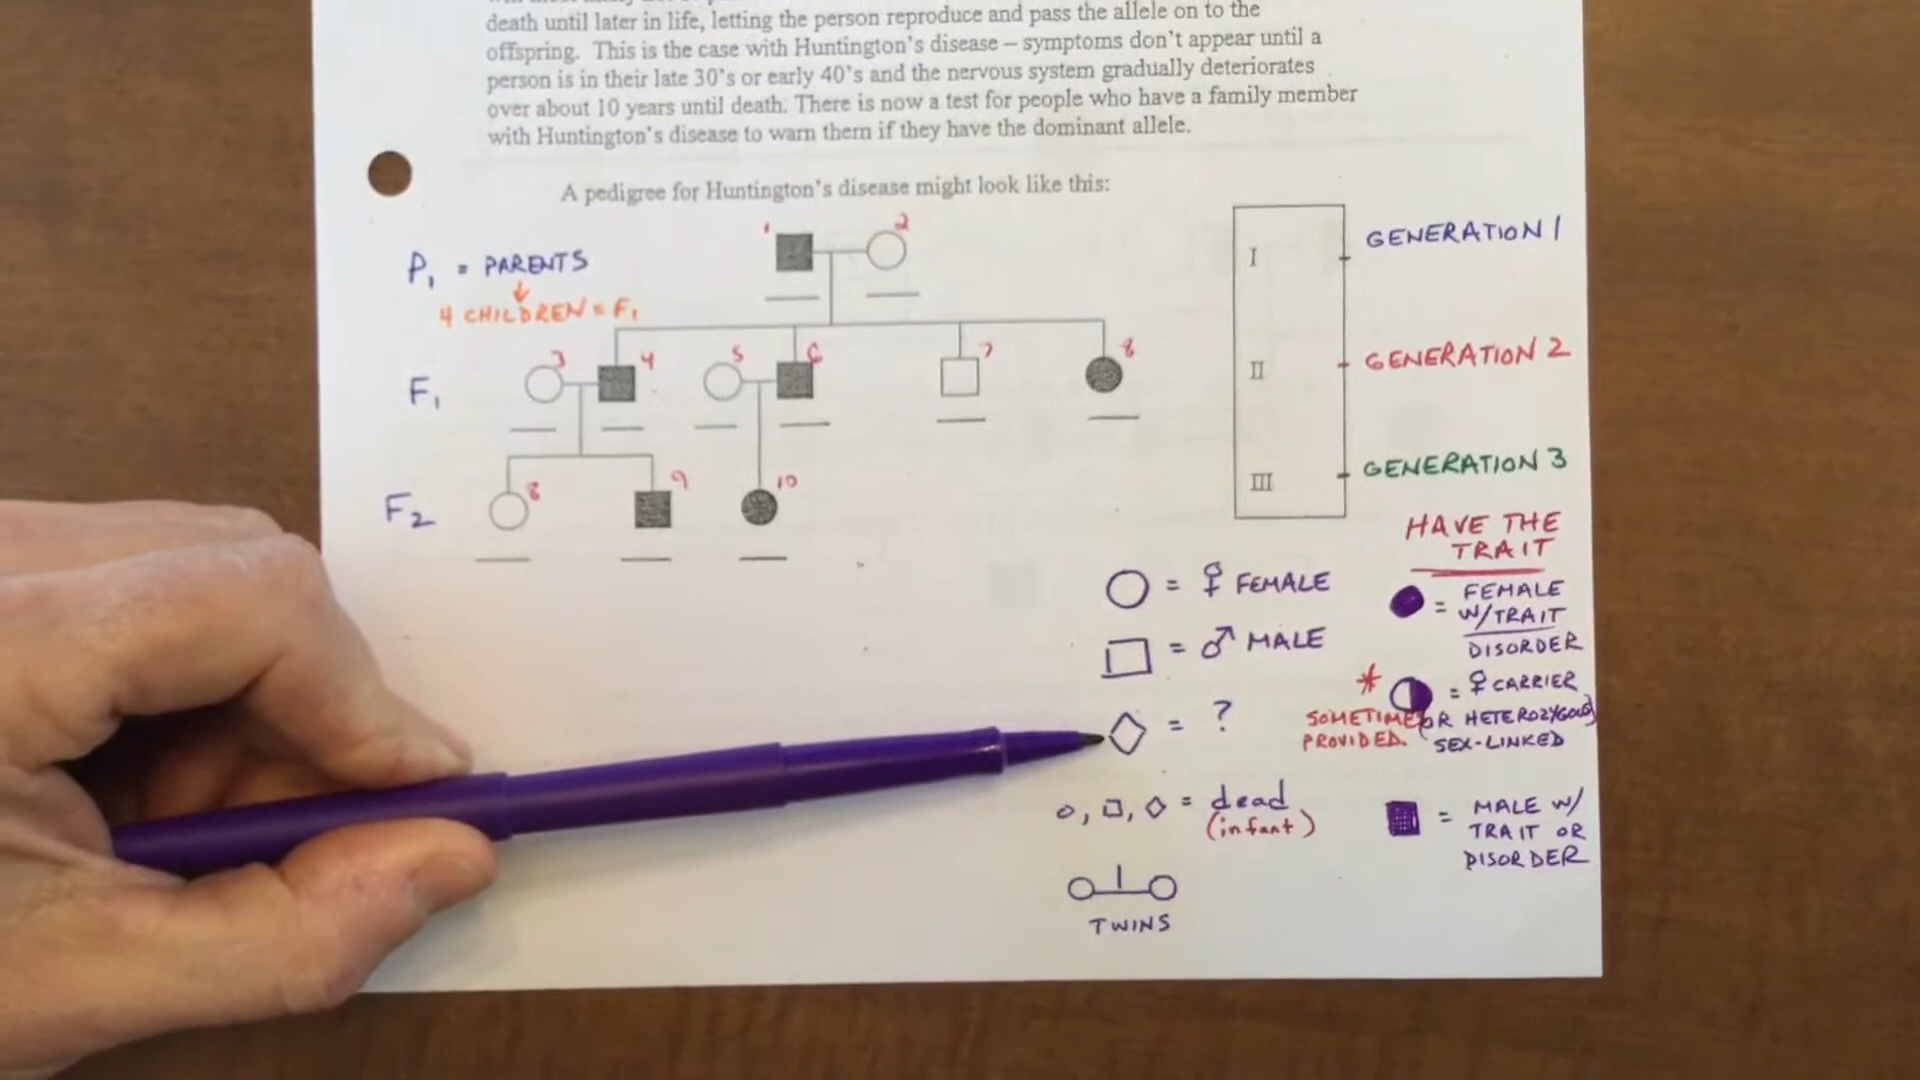 death until later in life, letting the person reproduce and pass the allele on to the
offspring. This is the case with Huntington's disease – symptoms don't appear until a
person is in their late 30's or early 40's and the nervous system gradually deteriorates
over about 10 years until death. There is now a test for people who have a family member
with Huntington's disease to warn them if they have the dominant allele.
A pedigree for Huntington's disease might look like this:
1 2
P1 = PARENTS
4 CHILDREN = F1
F1
3 4 5 6 7 8
F2
8 9 10
I GENERATION 1
II GENERATION 2
III GENERATION 3
HAVE THE
TRAIT
= ♀ FEMALE
= ♂ MALE
= ?
= dead
(infant)
TWINS
= FEMALE
W/TRAIT
DISORDER
* = ♀ CARRIER
OR HETEROZYGOUS
SEX-LINKED
SOMETIMES
PROVIDED.
= MALE W/
TRAIT OR
DISORDER